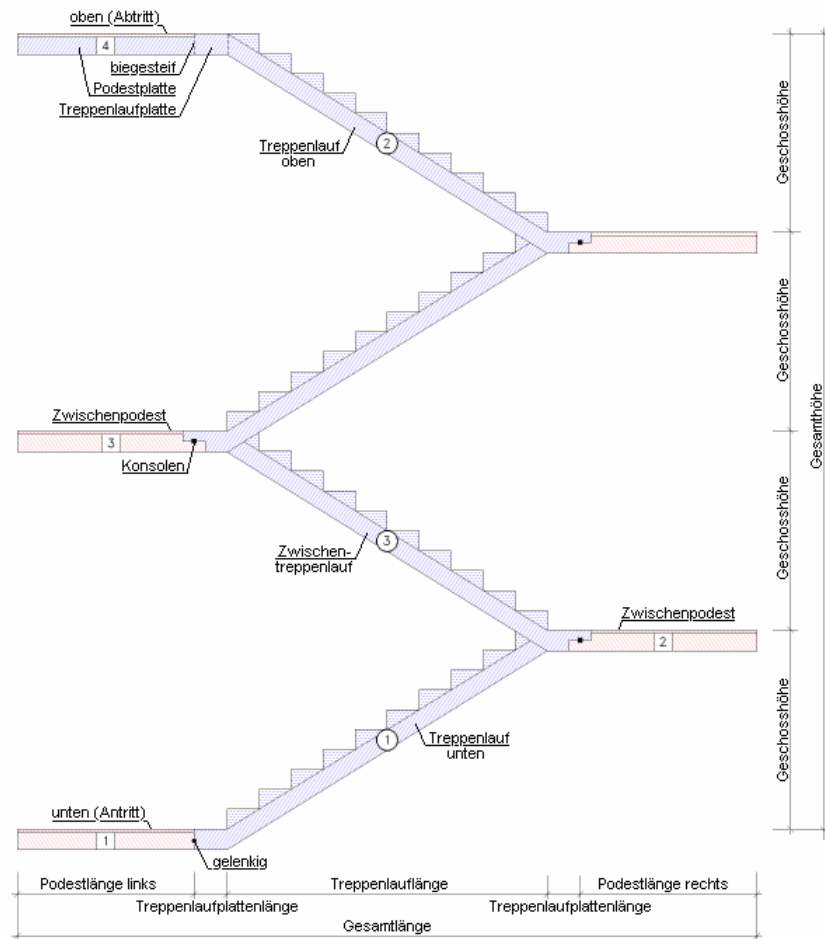 oben (Abtritt)
4
biegesteif
Podestplatte
Treppenlaufplatte
Treppenlauf
oben
2
Geschosshöhe
Geschosshöhe
Zwischenpodest
3
Konsolen
Gesamthöhe
Zwischen-
treppenlauf
3
Geschosshöhe
Zwischenpodest
2
1
Treppenlauf
unten
Geschosshöhe
unten (Antritt)
1
gelenkig
Podestlänge links
Treppenlauflänge
Podestlänge rechts
Treppenlaufplattenlänge
Treppenlaufplattenlänge
Gesamtlänge